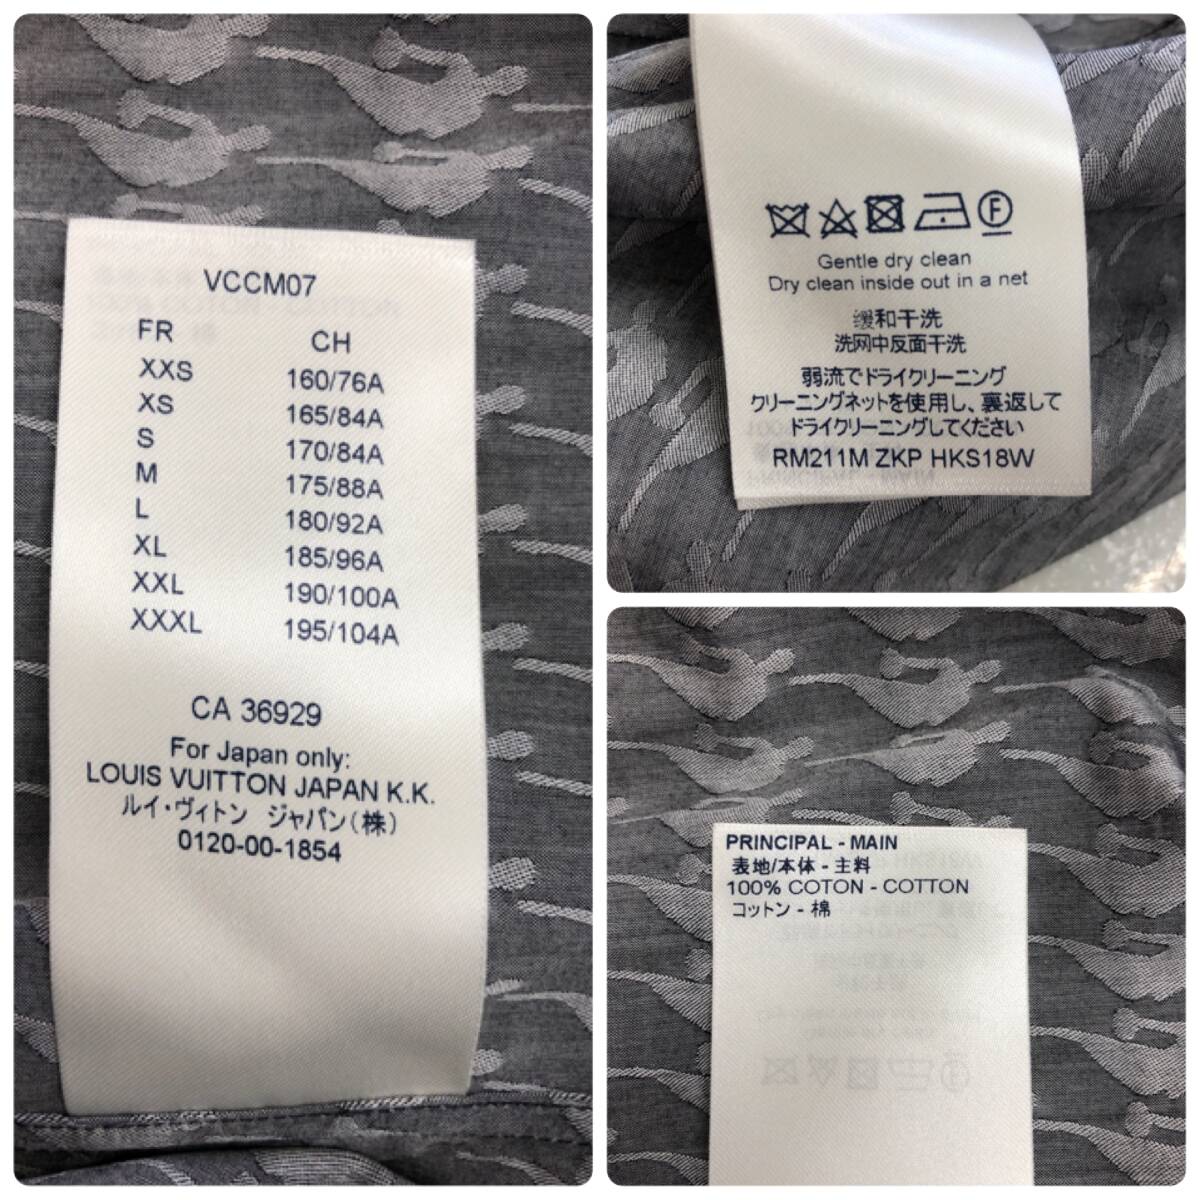 VCCM07
FR CH
XXS 160/76A
XS 165/84A
S 170/84A
M 175/88A
L 180/92A
XL 185/96A
XXL 190/100A
XXXL 195/104A
CA 36929
For Japan only:
LOUIS VUITTON JAPAN K.K.
ルイ・ヴィトン ジャパン(株)
0120-00-1854
F
Gentle dry clean
Dry clean inside out in a net
缓和干洗
洗网中反面干洗
弱流でドライクリーニング
クリーニングネットを使用し、裏返して
ドライクリーニングしてください
RM211M ZKP HKS18W
PRINCIPAL - MAIN
表地/本体 - 主料
100% COTON - COTTON
コットン - 棉